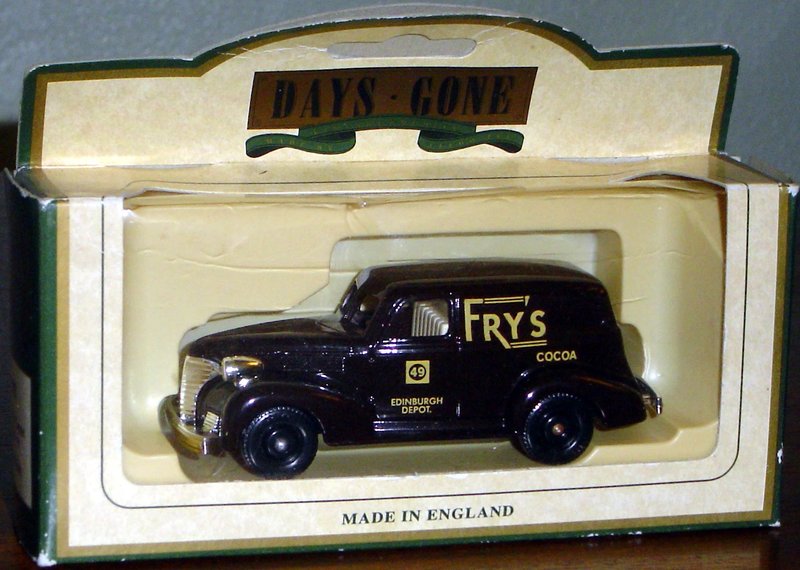 DAYS · GONE
FRY'S
COCOA
49
EDINBURGH
DEPOT.
MADE IN ENGLAND